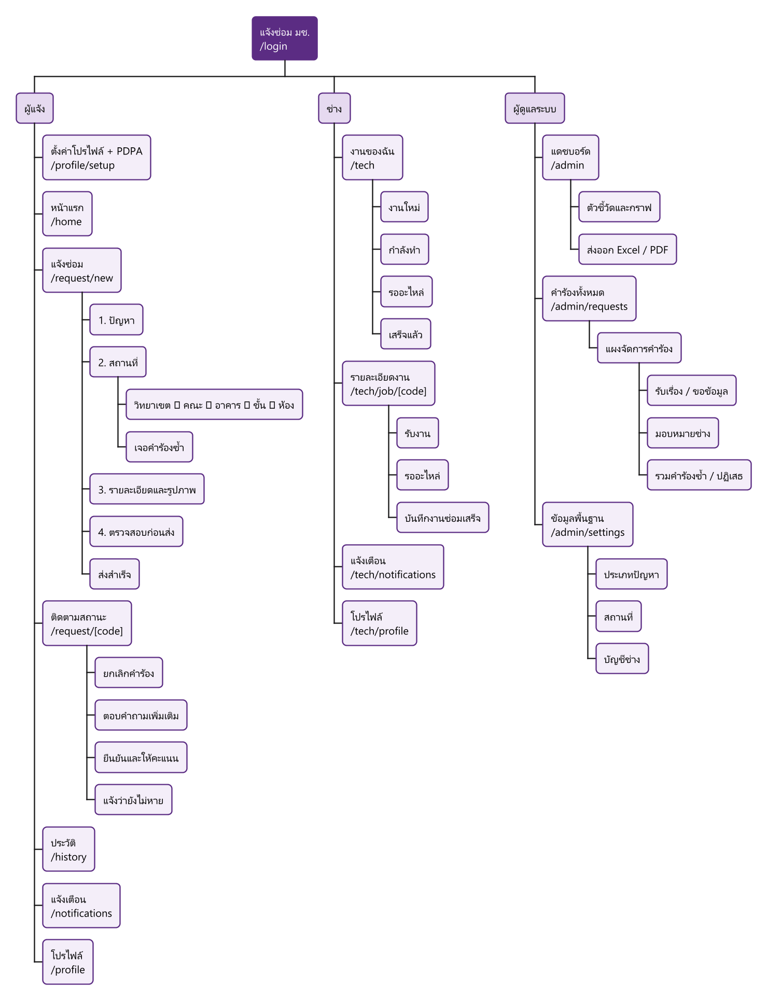 แจ้งซ่อม มช.
/login
ผู้แจ้ง
ตั้งค่าโปรไฟล์ + PDPA
/profile/setup
หน้าแรก
/home
แจ้งซ่อม
/request/new
1. ปัญหา
2. สถานที่
วิทยาเขต ▯ คณะ ▯ อาคาร ▯ ชั้น ▯ ห้อง
เจอคำร้องซ้ำ
3. รายละเอียดและรูปภาพ
4. ตรวจสอบก่อนส่ง
ส่งสำเร็จ
ติดตามสถานะ
/request/[code]
ยกเลิกคำร้อง
ตอบคำถามเพิ่มเติม
ยืนยันและให้คะแนน
แจ้งว่ายังไม่หาย
ประวัติ
/history
แจ้งเตือน
/notifications
โปรไฟล์
/profile
ช่าง
งานของฉัน
/tech
งานใหม่
กำลังทำ
รออะไหล่
เสร็จแล้ว
รายละเอียดงาน
/tech/job/[code]
รับงาน
รออะไหล่
บันทึกงานซ่อมเสร็จ
แจ้งเตือน
/tech/notifications
โปรไฟล์
/tech/profile
ผู้ดูแลระบบ
แดชบอร์ด
/admin
ตัวชี้วัดและกราฟ
ส่งออก Excel / PDF
คำร้องทั้งหมด
/admin/requests
แผงจัดการคำร้อง
รับเรื่อง / ขอข้อมูล
มอบหมายช่าง
รวมคำร้องซ้ำ / ปฏิเสธ
ข้อมูลพื้นฐาน
/admin/settings
ประเภทปัญหา
สถานที่
บัญชีช่าง